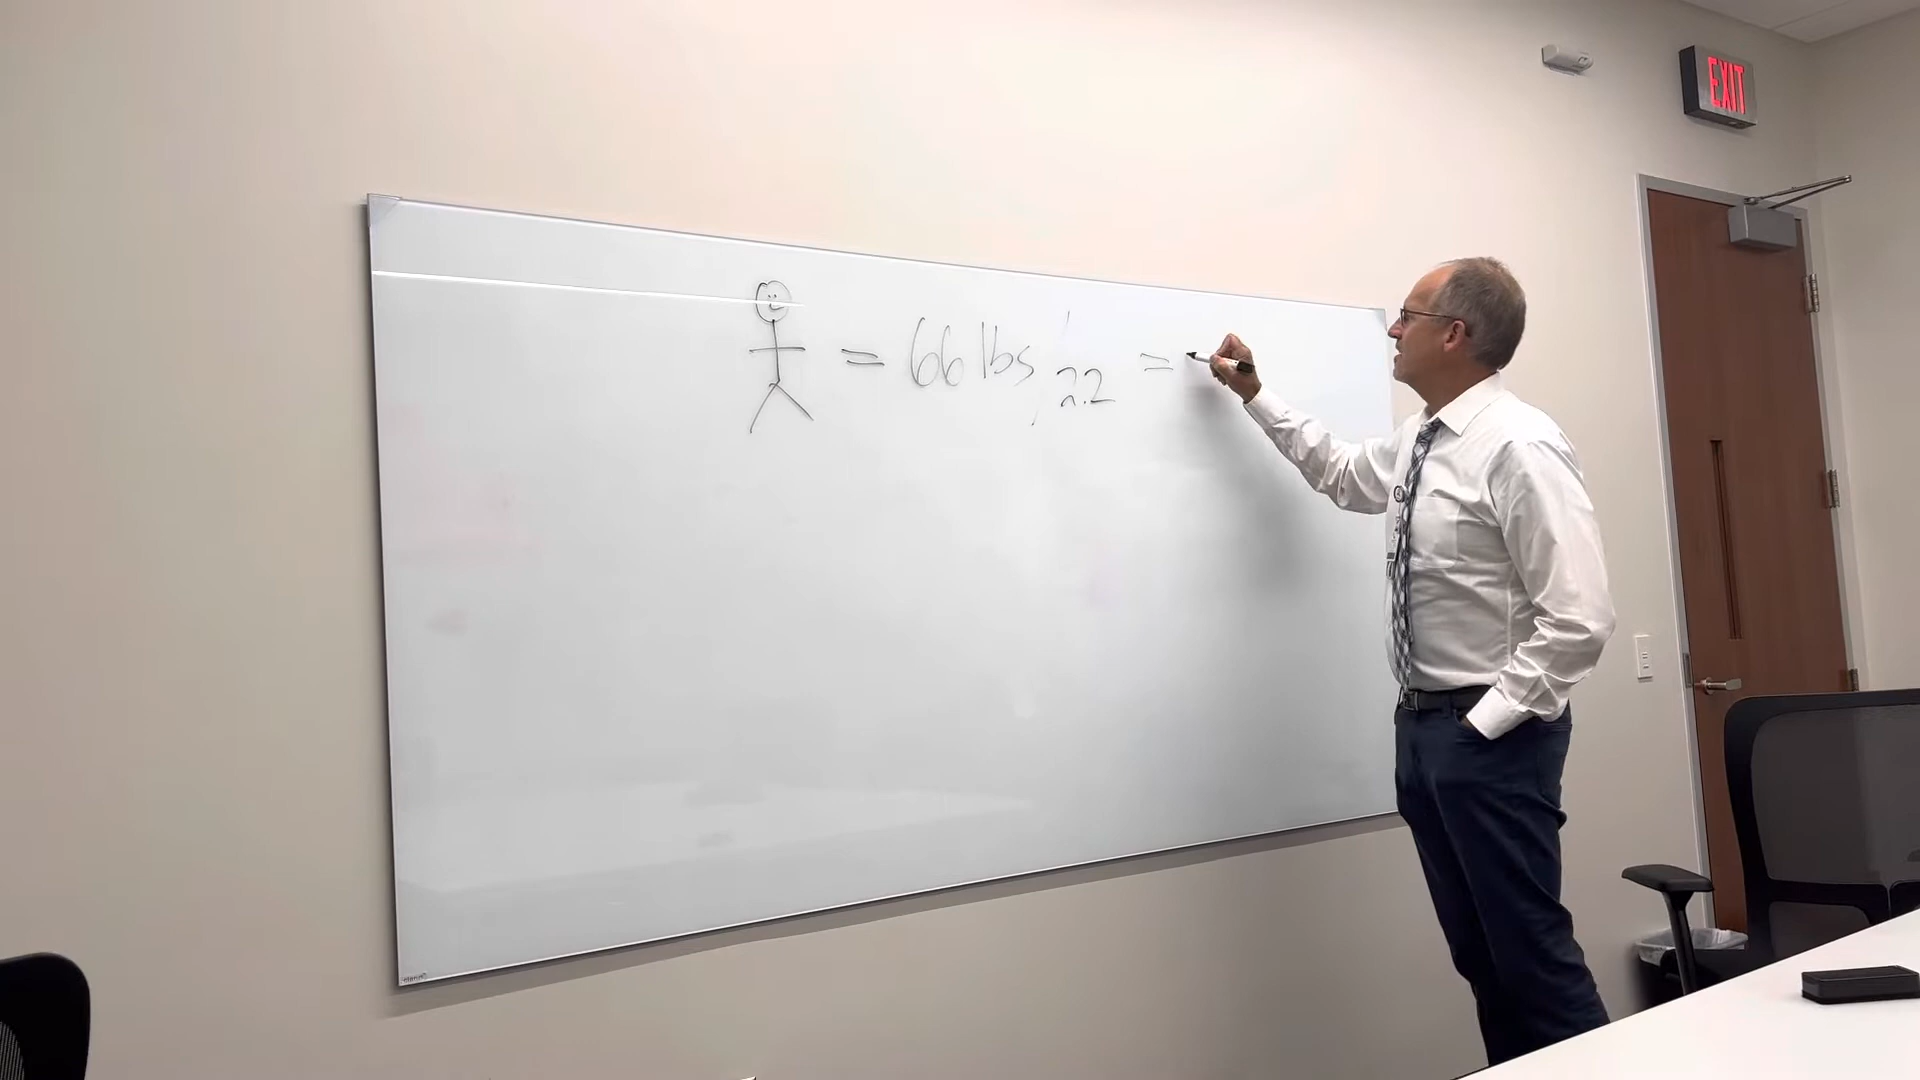 EXIT
= 66 lbs / 2.2 =